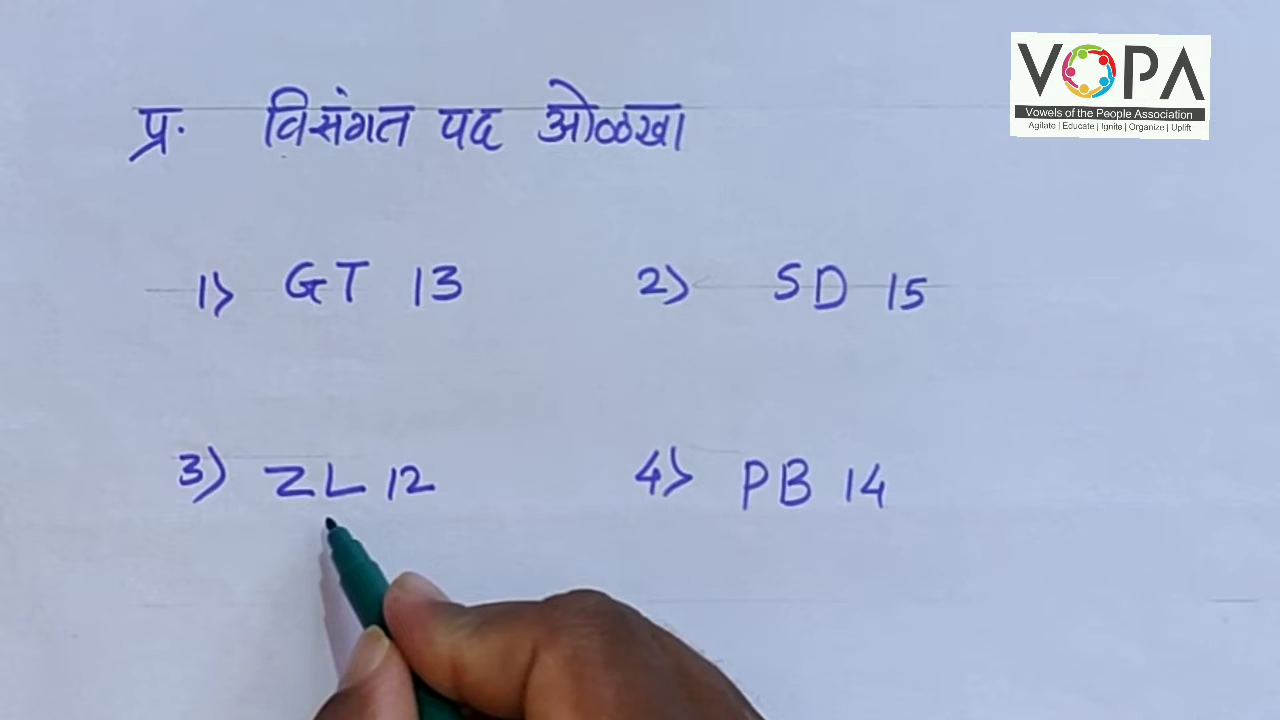 VOPA
Vowels of the People Association
Agitate | Educate | Ignite | Organize | Uplift
प्र. विसंगत पद ओळखा
1) GT 13
2) SD 15
3) ZL 12
4) PB 14